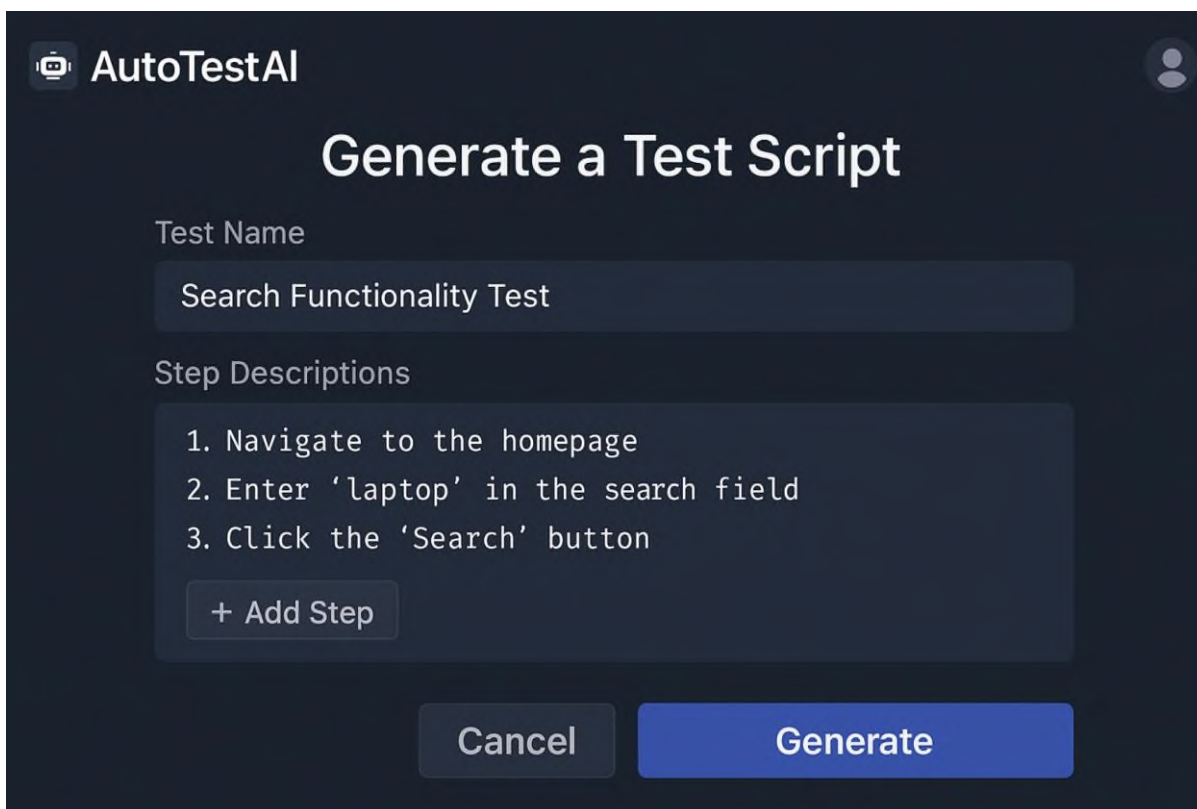 AutoTestAI
Generate a Test Script
Test Name
Search Functionality Test
Step Descriptions
1. Navigate to the homepage
2. Enter ‘laptop’ in the search field
3. Click the ‘Search’ button
+ Add Step
Cancel
Generate